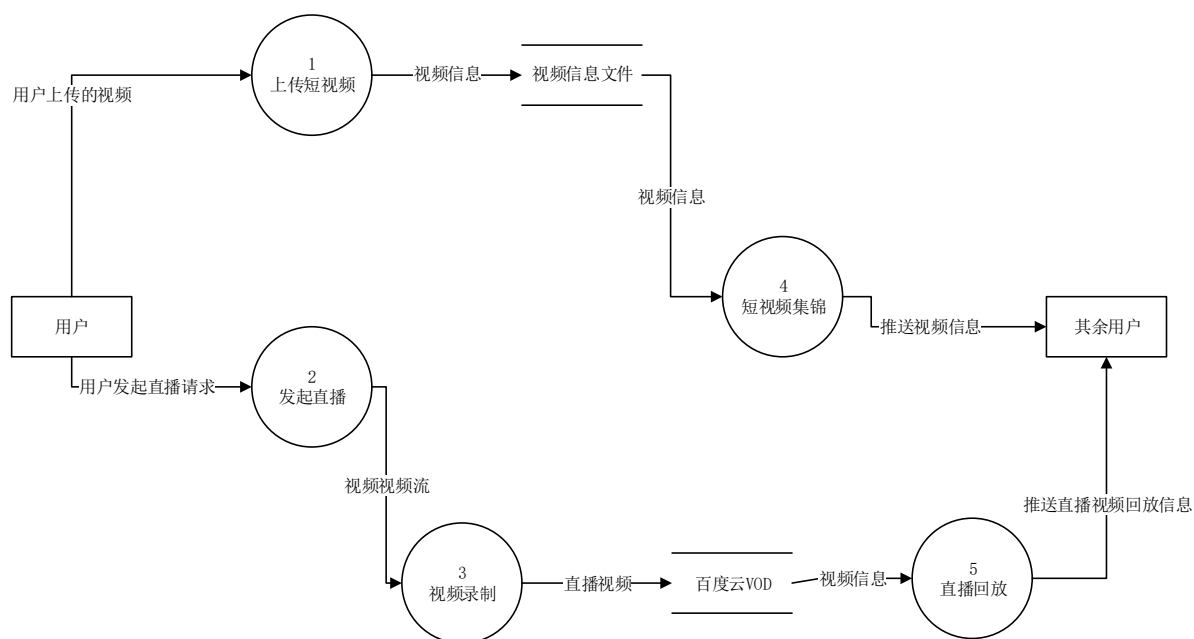 1
上传短视频
视频信息
视频信息文件
用户上传的视频
视频信息
4
短视频集锦
用户
推送视频信息
其余用户
2
发起直播
用户发起直播请求
视频视频流
推送直播视频回放信息
3
视频录制
直播视频
百度云VOD
视频信息
5
直播回放